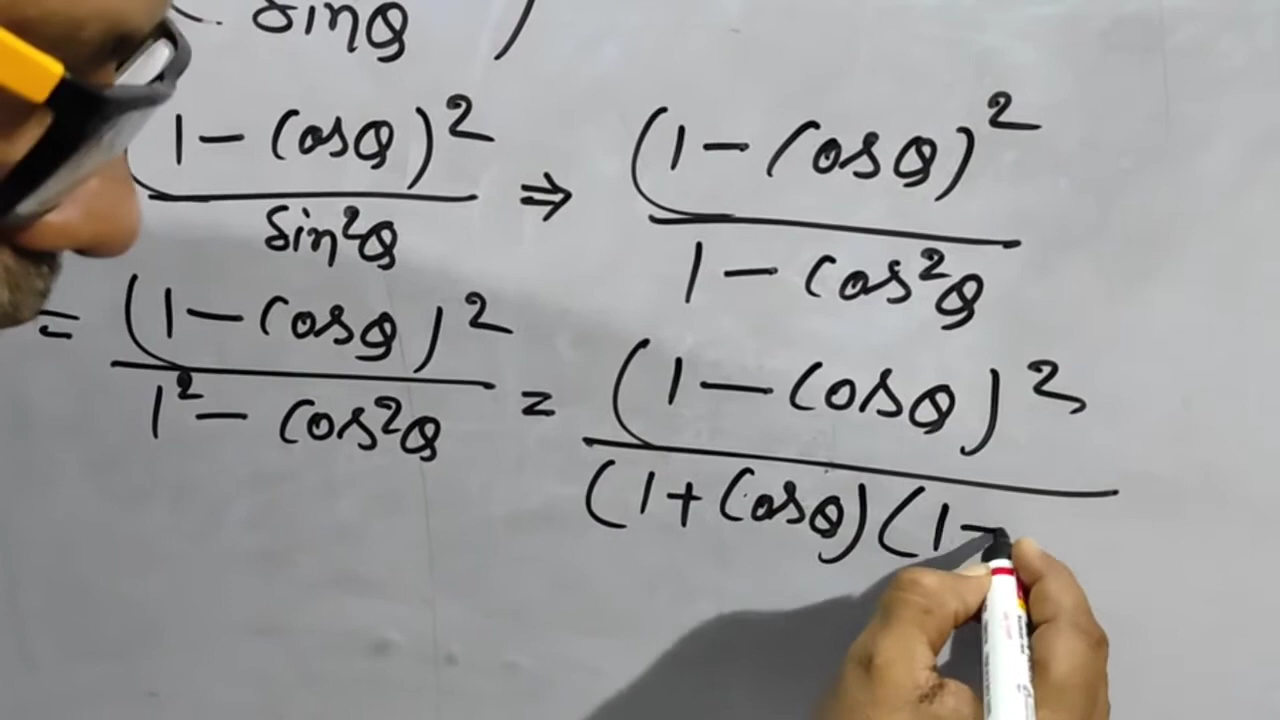 sinθ )
(1 - cosθ)² / sin²θ ⇒ (1 - cosθ)² / 1 - cos²θ
= (1 - cosθ)² / 1² - cos²θ = (1 - cosθ)² / (1 + cosθ)(1 -